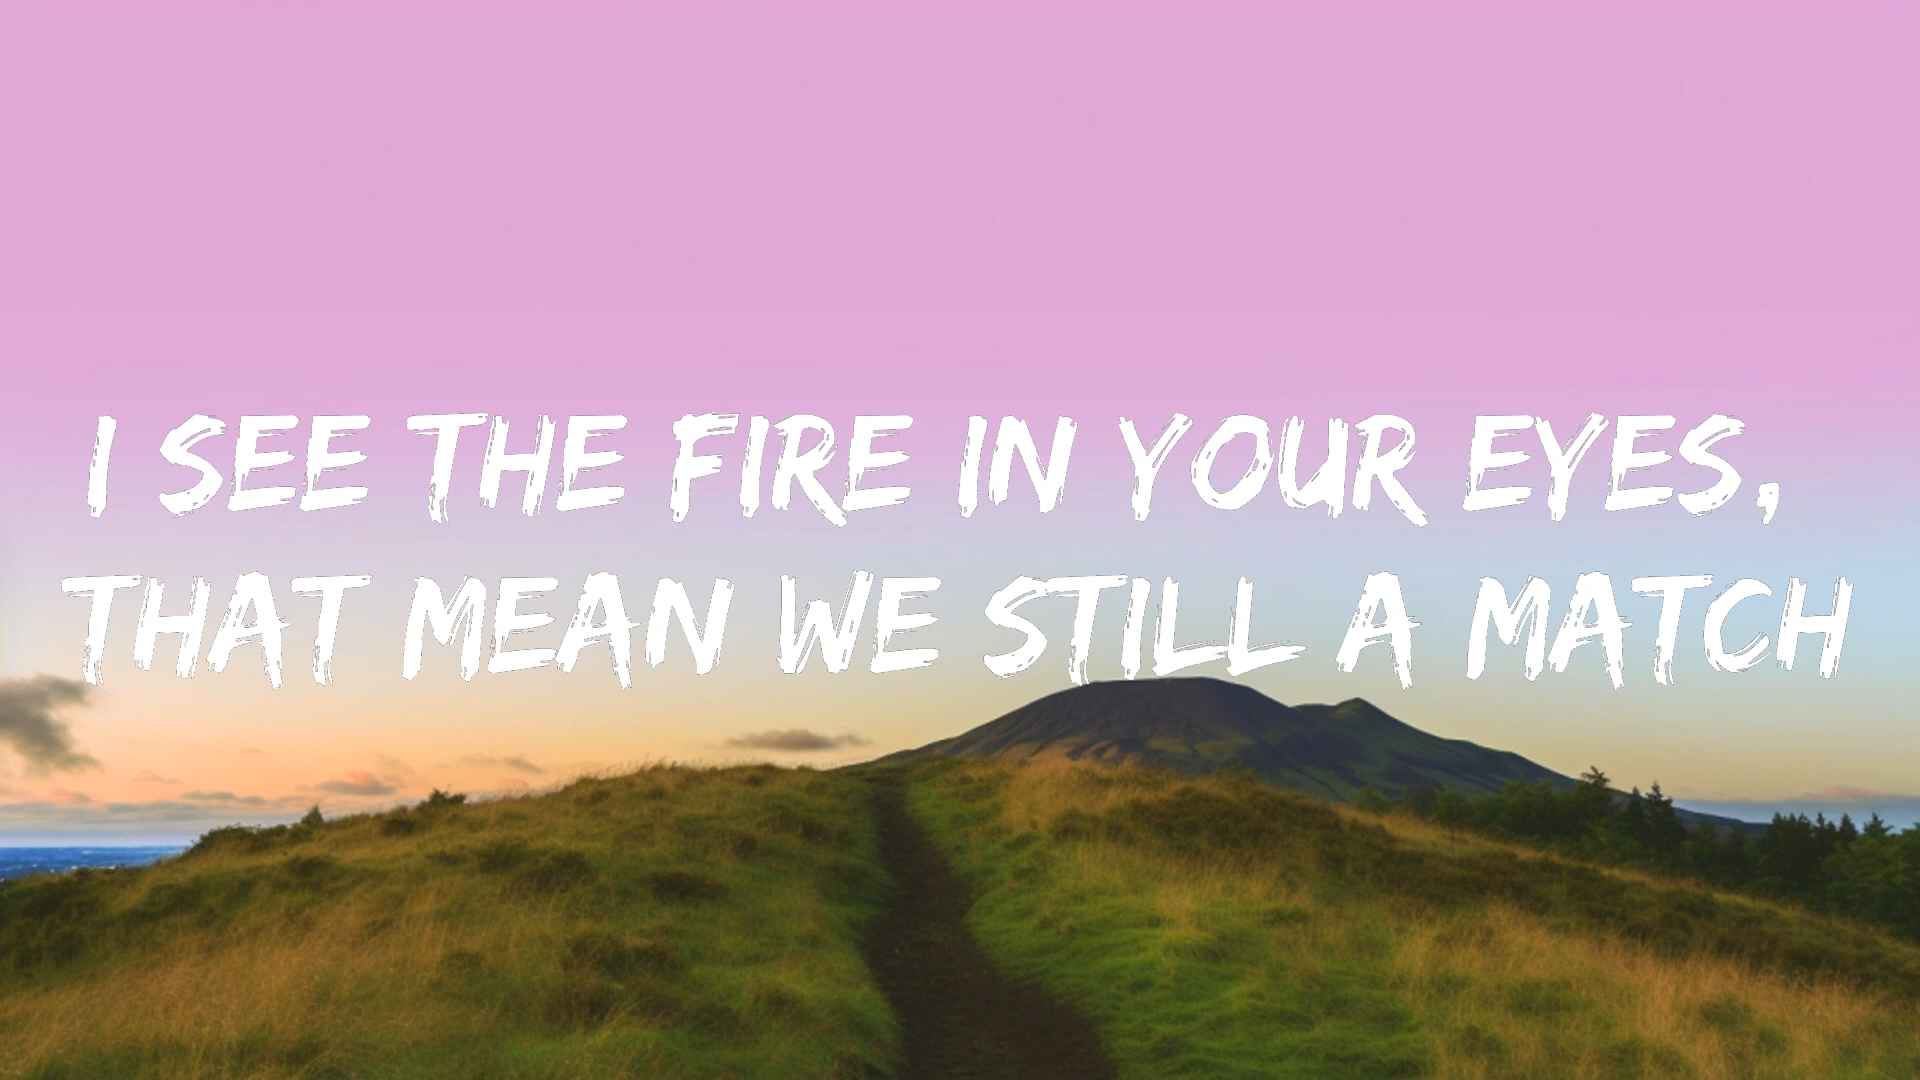 I SEE THE FIRE IN YOUR EYES,
THAT MEAN WE STILL A MATCH